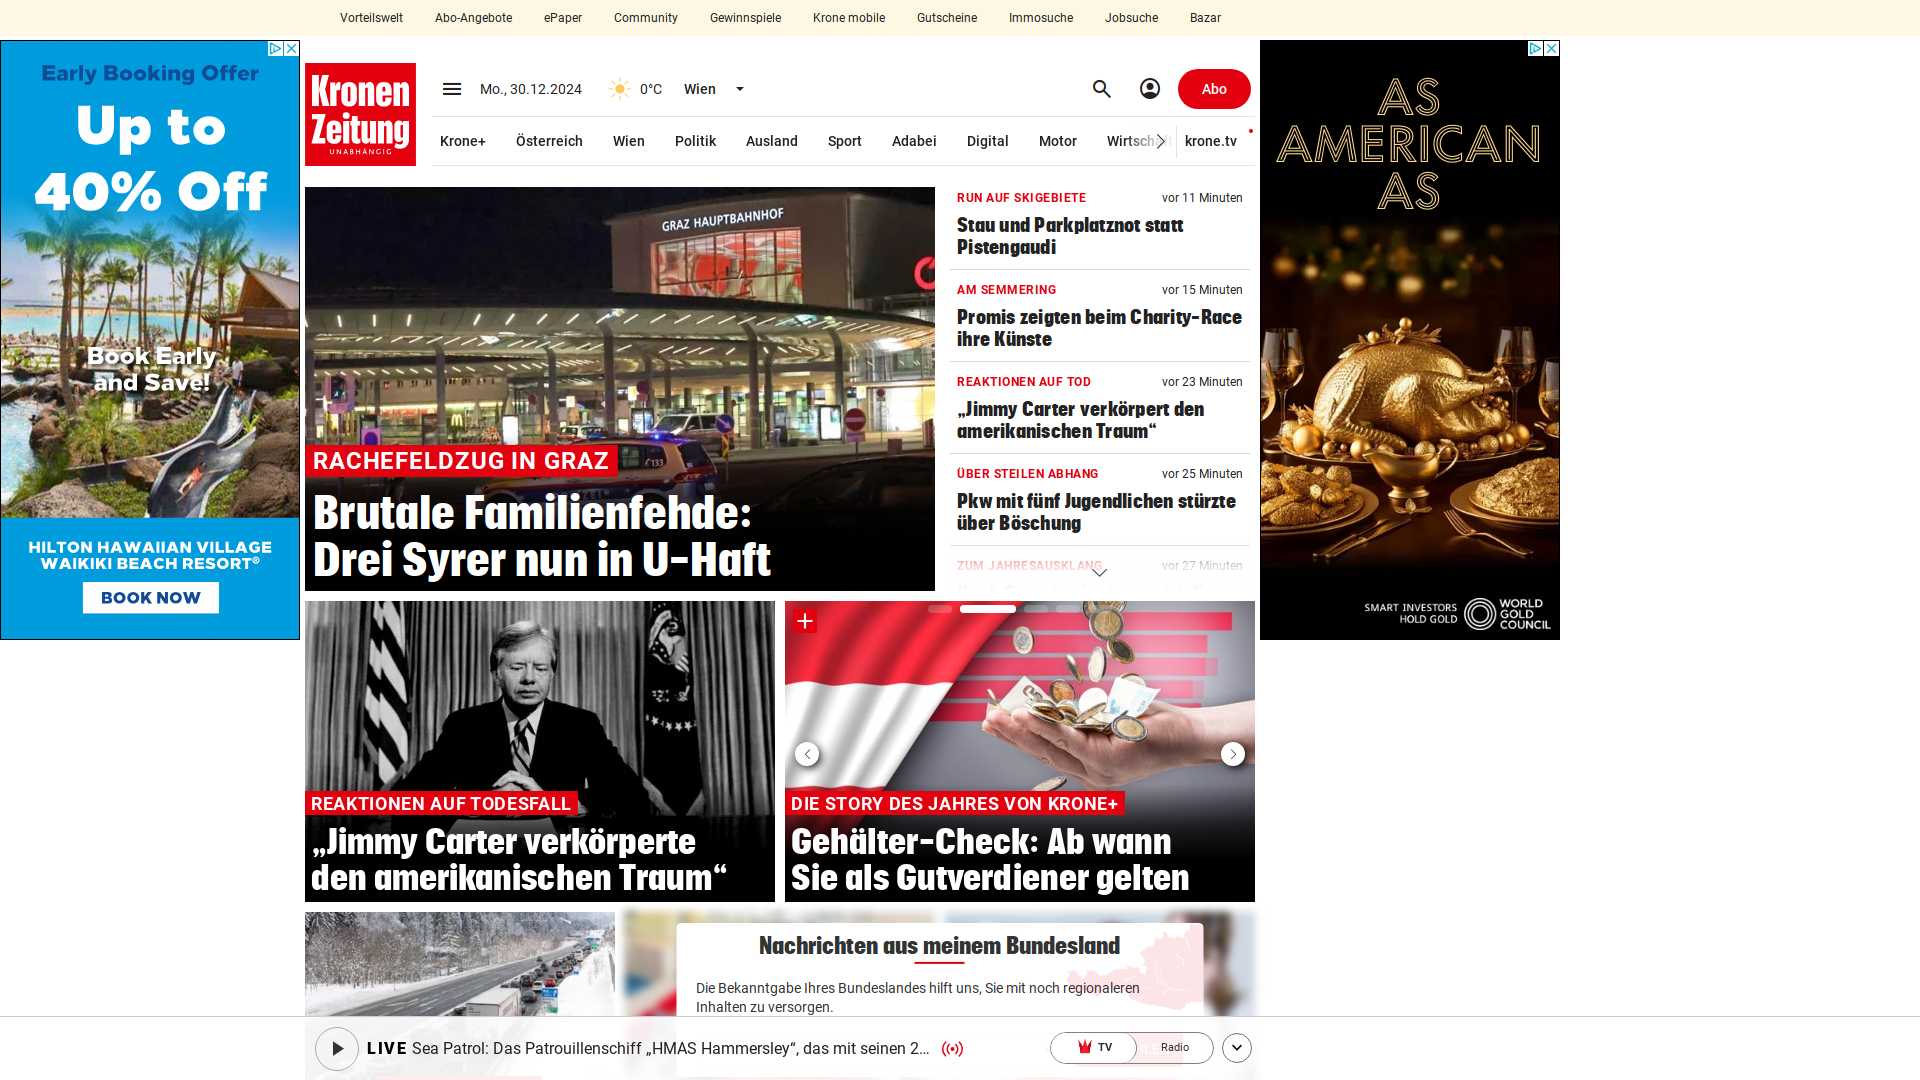 Vorteilswelt
Abo-Angebote
ePaper
Community
Gewinnspiele
Krone mobile
Gutscheine
Immosuche
Jobsuche
Bazar
Early Booking Offer
Up to
40% Off
Book Early
and Save!
HILTON HAWAIIAN VILLAGE
WAIKIKI BEACH RESORT®
BOOK NOW
Kronen
Zeitung
UNABHÄNGIG
Mo., 30.12.2024
0°C
Wien
Abo
Krone+
Österreich
Wien
Politik
Ausland
Sport
Adabei
Digital
Motor
Wirtschaft
krone.tv
GRAZ HAUPTBAHNHOF
RACHEFELDZUG IN GRAZ
Brutale Familienfehde:
Drei Syrer nun in U-Haft
RUN AUF SKIGEBIETE
vor 11 Minuten
Stau und Parkplatznot statt
Pistengaudi
AM SEMMERING
vor 15 Minuten
Promis zeigten beim Charity-Race
ihre Künste
REAKTIONEN AUF TOD
vor 23 Minuten
„Jimmy Carter verkörpert den
amerikanischen Traum“
ÜBER STEILEN ABHANG
vor 25 Minuten
Pkw mit fünf Jugendlichen stürzte
über Böschung
ZUM JAHRESAUSKLANG
vor 27 Minuten
AS
AMERICAN
AS
SMART INVESTORS
HOLD GOLD
WORLD
GOLD
COUNCIL
REAKTIONEN AUF TODESFALL
„Jimmy Carter verkörperte
den amerikanischen Traum“
DIE STORY DES JAHRES VON KRONE+
Gehälter-Check: Ab wann
Sie als Gutverdiener gelten
Nachrichten aus meinem Bundesland
Die Bekanntgabe Ihres Bundeslandes hilft uns, Sie mit noch regionaleren
Inhalten zu versorgen.
LIVE Sea Patrol: Das Patrouillenschiff „HMAS Hammersley“, das mit seinen 2...
TV
Radio